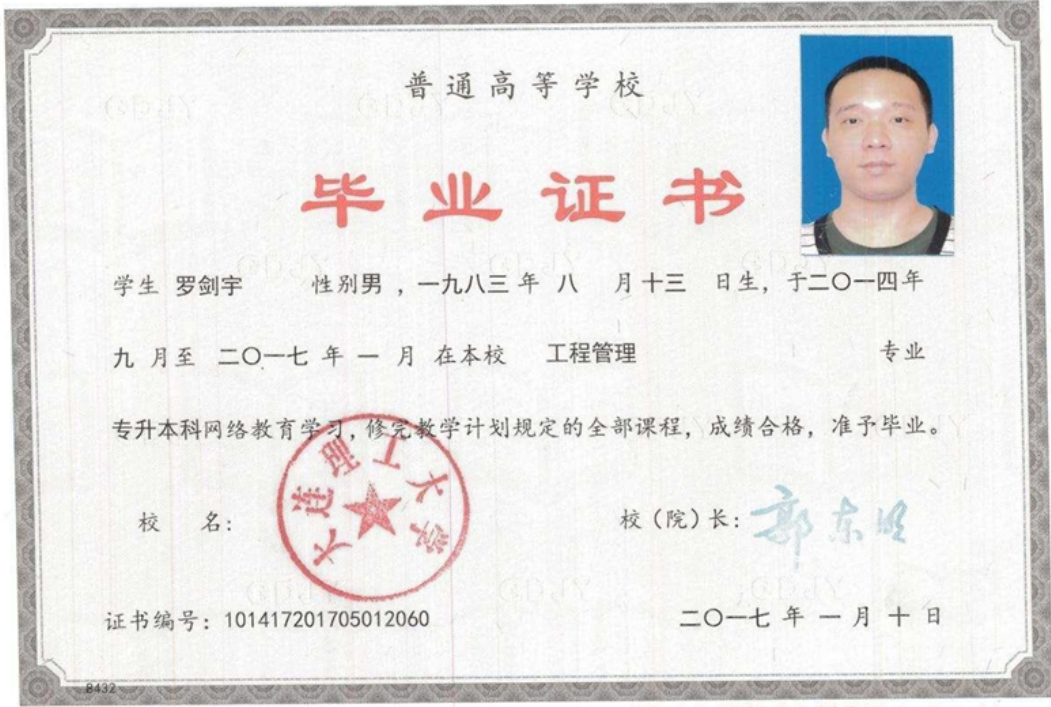 普通高等学校
毕业证书
学生 罗剑宇 性别男，一九八三年 八 月十三 日生，于二〇一四年
九 月至 二〇一七 年 一 月 在本校 工程管理 专业
专升本科网络教育学习，修完教学计划规定的全部课程，成绩合格，准予毕业。
大连理工大学
校 名： 校（院）长：郭东明
证书编号：101417201705012060 二〇一七 年 一 月 十 日
B432